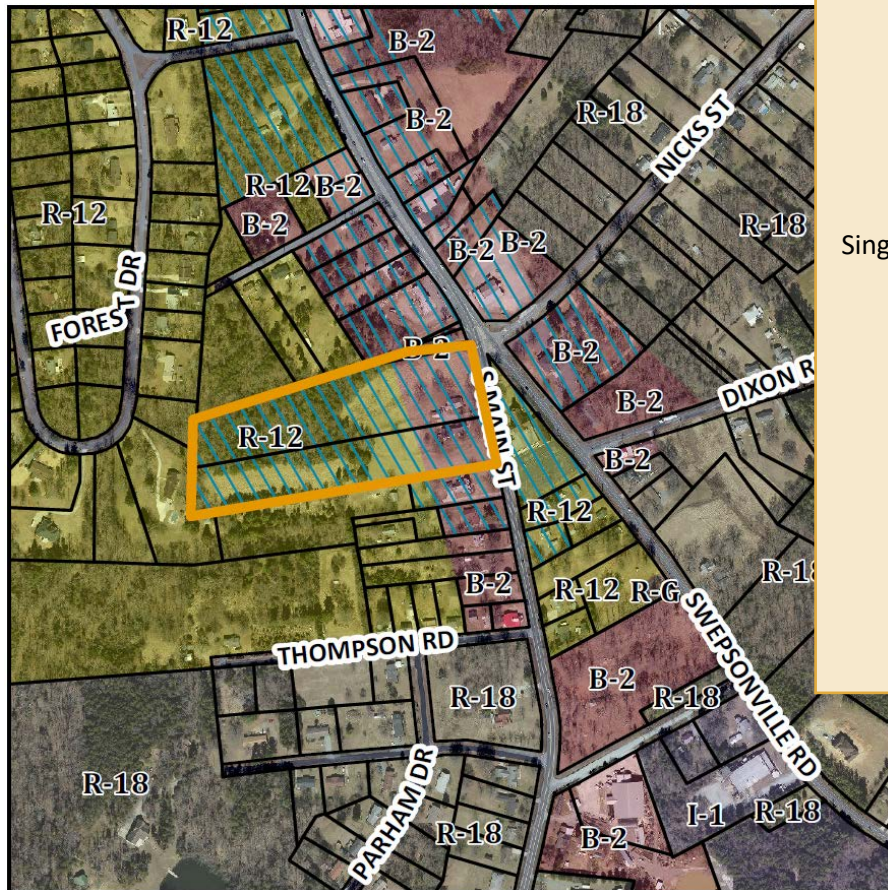 R-12
B-2
B-2
R-18
NICKS ST
R-12
R-12
B-2
B-2
R-18
B-2
B-2
Sing
FOREST DR
B-2
B-2
S MAIN ST
B-2
DIXON R
R-12
B-2
R-12
R-12
R-G
R-18
B-2
SWEPSONVILLE RD
THOMPSON RD
B-2
R-18
R-18
R-18
PARHAM DR
R-18
B-2
I-1
R-18